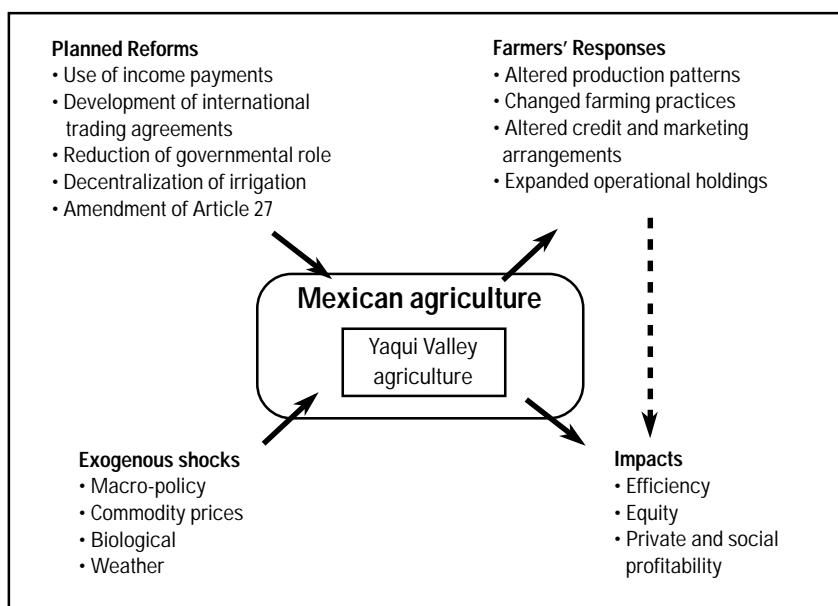 Planned Reforms
• Use of income payments
• Development of international
trading agreements
• Reduction of governmental role
• Decentralization of irrigation
• Amendment of Article 27
Farmers' Responses
• Altered production patterns
• Changed farming practices
• Altered credit and marketing
arrangements
• Expanded operational holdings
Mexican agriculture
Yaqui Valley
agriculture
Exogenous shocks
• Macro-policy
• Commodity prices
• Biological
• Weather
Impacts
• Efficiency
• Equity
• Private and social
profitability